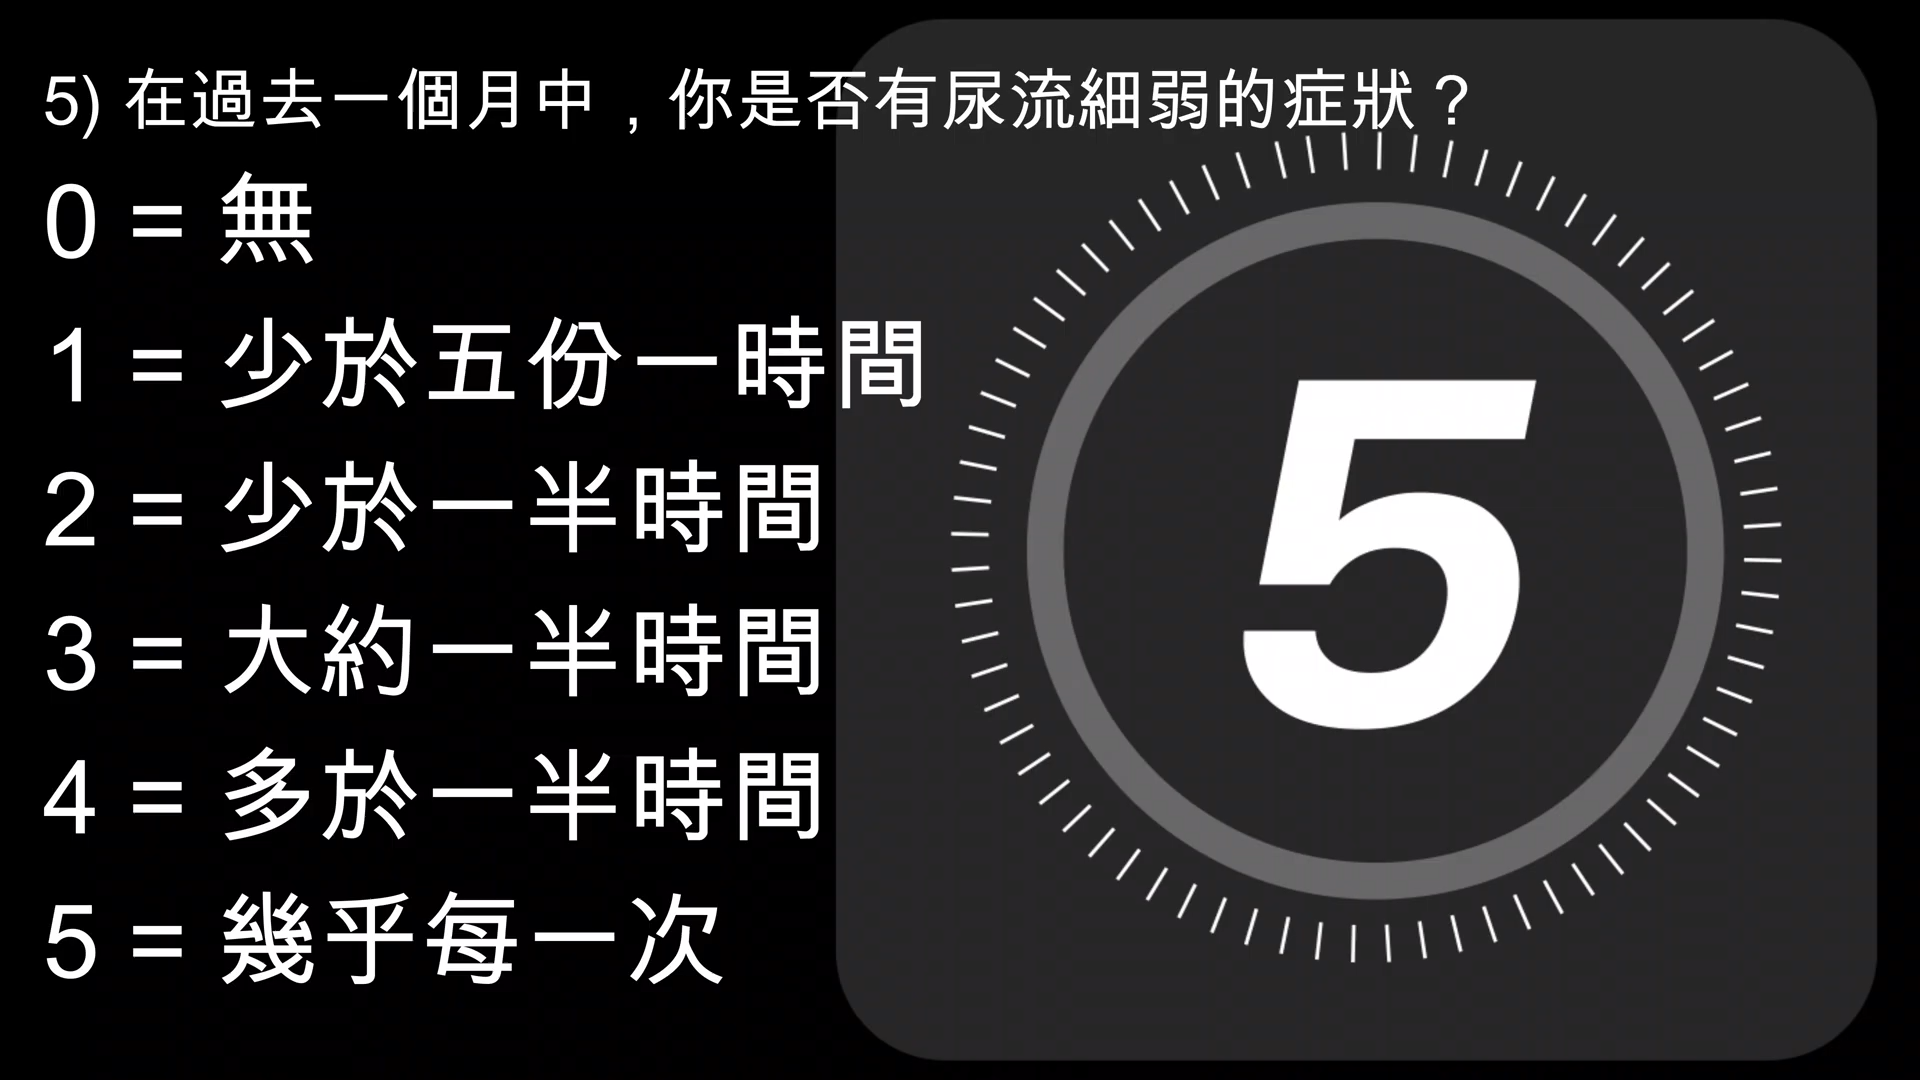 5) 在過去一個月中，你是否有尿流細弱的症狀？
0 = 無
1 = 少於五份一時間
2 = 少於一半時間
3 = 大約一半時間
4 = 多於一半時間
5 = 幾乎每一次
5